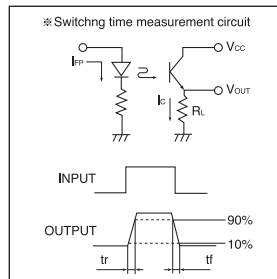 ※Switchng time measurement circuit
IFP
VCC
VOUT
IC
RL
INPUT
OUTPUT
90%
10%
tr
tf